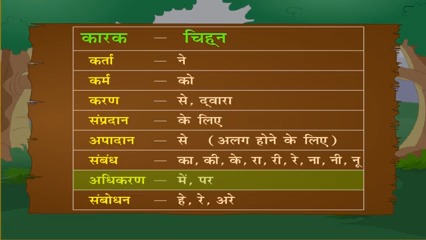 कारक — चिह्न
कर्ता — ने
कर्म — को
करण — से, द्वारा
संप्रदान — के लिए
अपादान — से (अलग होने के लिए)
संबंध — का, की, के, रा, री, रे, ना, नी, नू
अधिकरण — में, पर
संबोधन — हे, रे, अरे